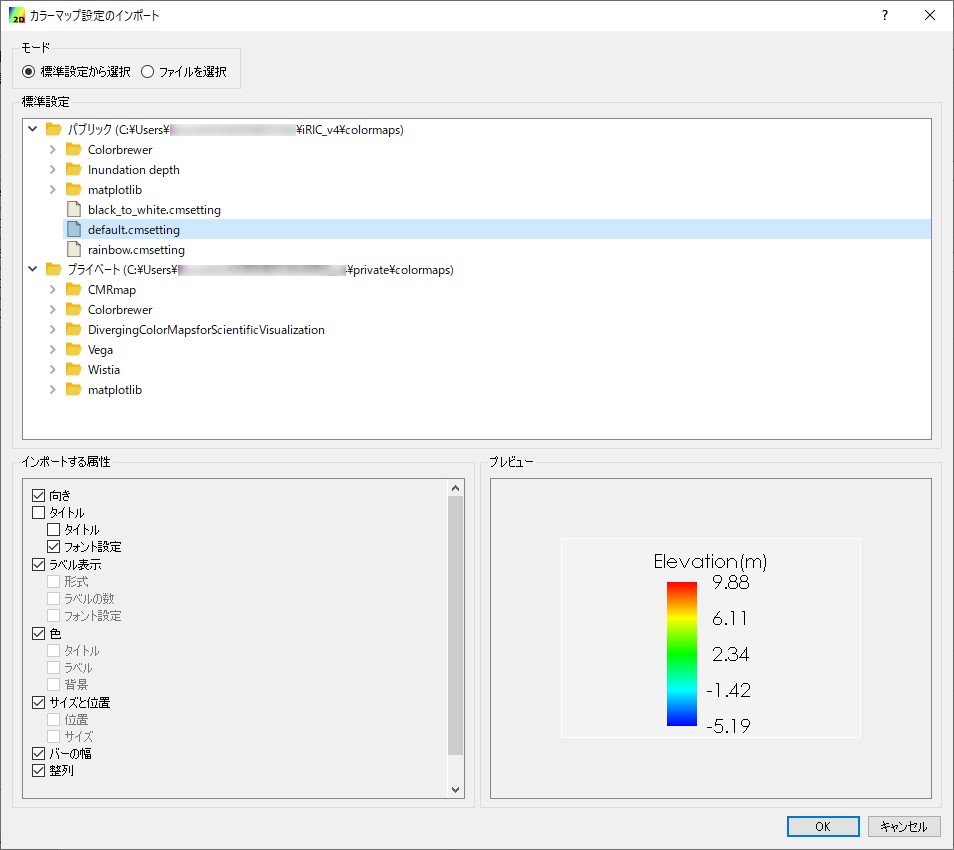 2D カラーマップ設定のインポート ? ×
モード
標準設定から選択 ファイルを選択
標準設定
パブリック (C:¥Users¥ ¥iRIC_v4¥colormaps)
Colorbrewer
Inundation depth
matplotlib
black_to_white.cmsetting
default.cmsetting
rainbow.cmsetting
プライベート (C:¥Users¥ ¥private¥colormaps)
CMRmap
Colorbrewer
DivergingColorMapsforScientificVisualization
Vega
Wistia
matplotlib
インポートする属性
向き
タイトル
タイトル
フォント設定
ラベル表示
形式
ラベルの数
フォント設定
色
タイトル
ラベル
背景
サイズと位置
位置
サイズ
バーの幅
整列
プレビュー
Elevation(m)
9.88
6.11
2.34
-1.42
-5.19
OK キャンセル